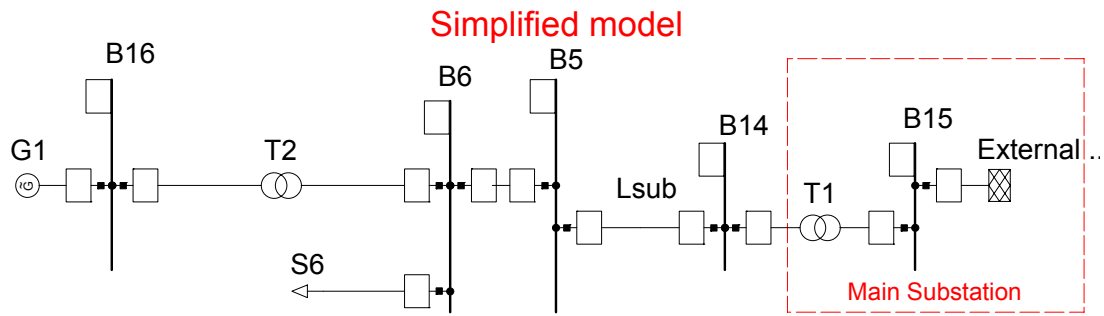 Simplified model
B16
B6
B5
B14
B15
G1
T2
Lsub
T1
External ..
G
S6
Main Substation